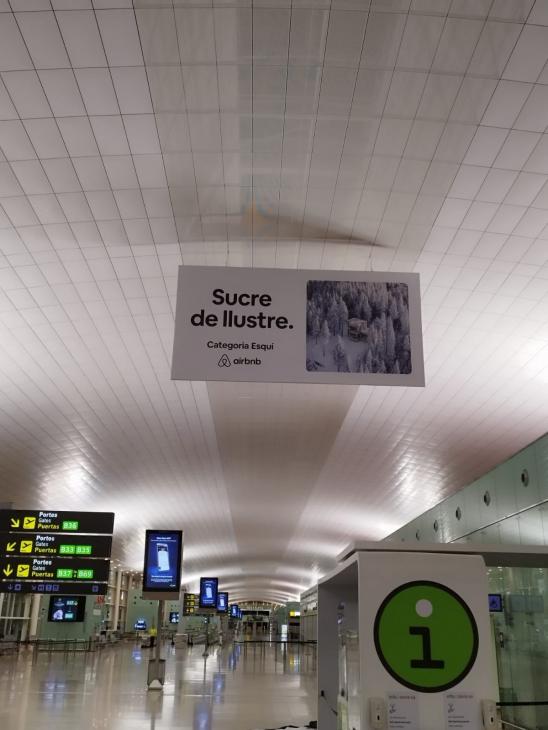 Sucre
de llustre.
Categoria Esquí
airbnb
Portes
Gates
Puertas B36
Portes
Gates
Puertas B33 B35
Portes
Gates
Puertas B37 B69
i